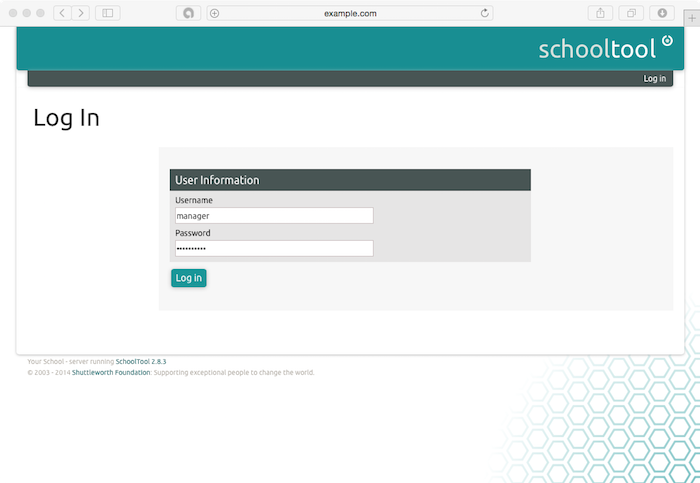 example.com
schooltool
Log in
Log In
User Information
Username
manager
Password
••••••••••
Log in
Your School - server running SchoolTool 2.8.3
© 2003 - 2014 Shuttleworth Foundation: Supporting exceptional people to change the world.